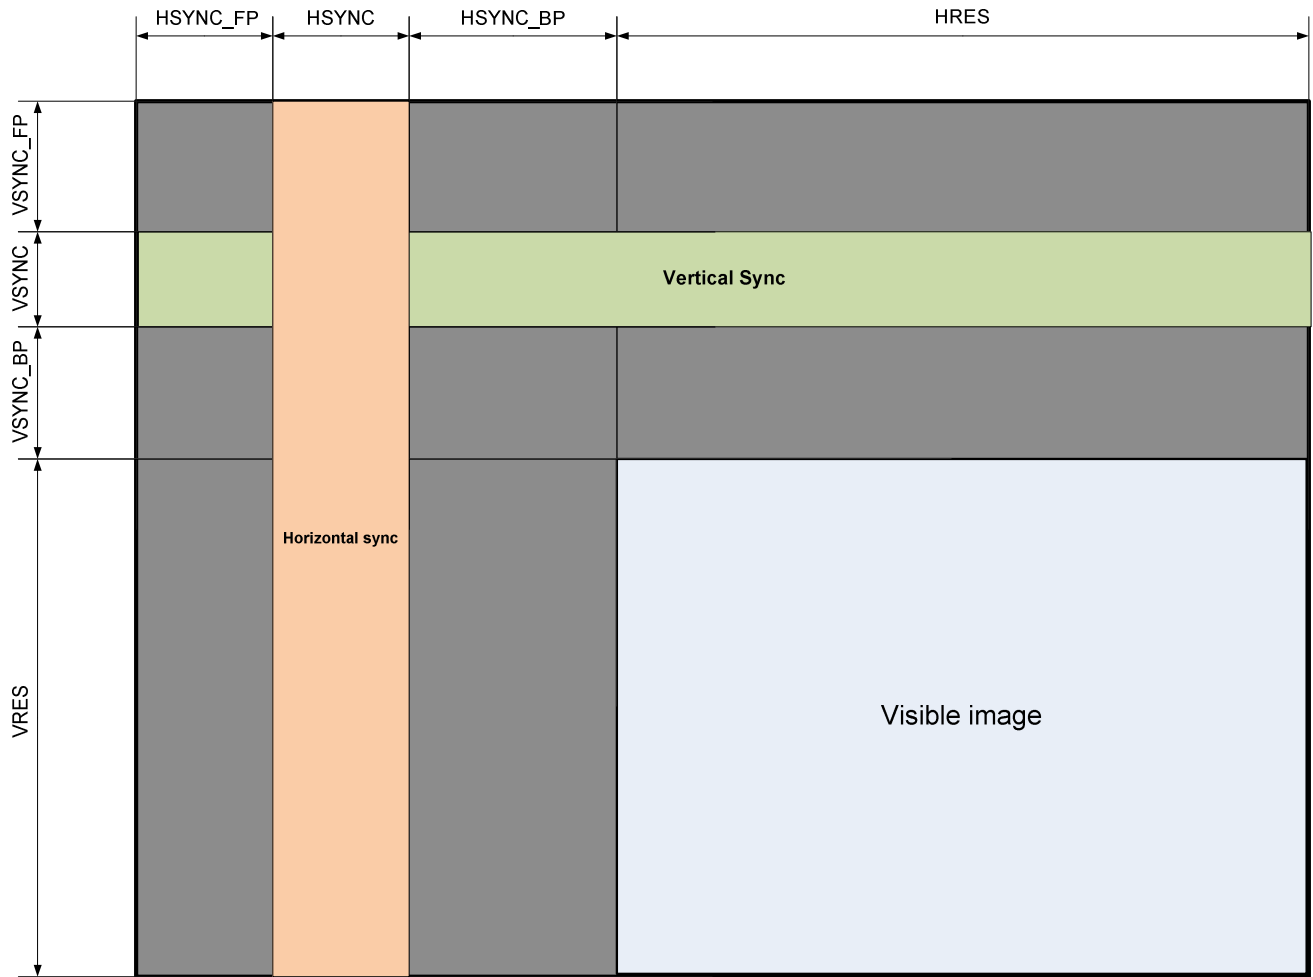 HSYNC_FP
HSYNC
HSYNC_BP
HRES
VSYNC_FP
VSYNC
Vertical Sync
VSYNC_BP
Horizontal sync
VRES
Visible image